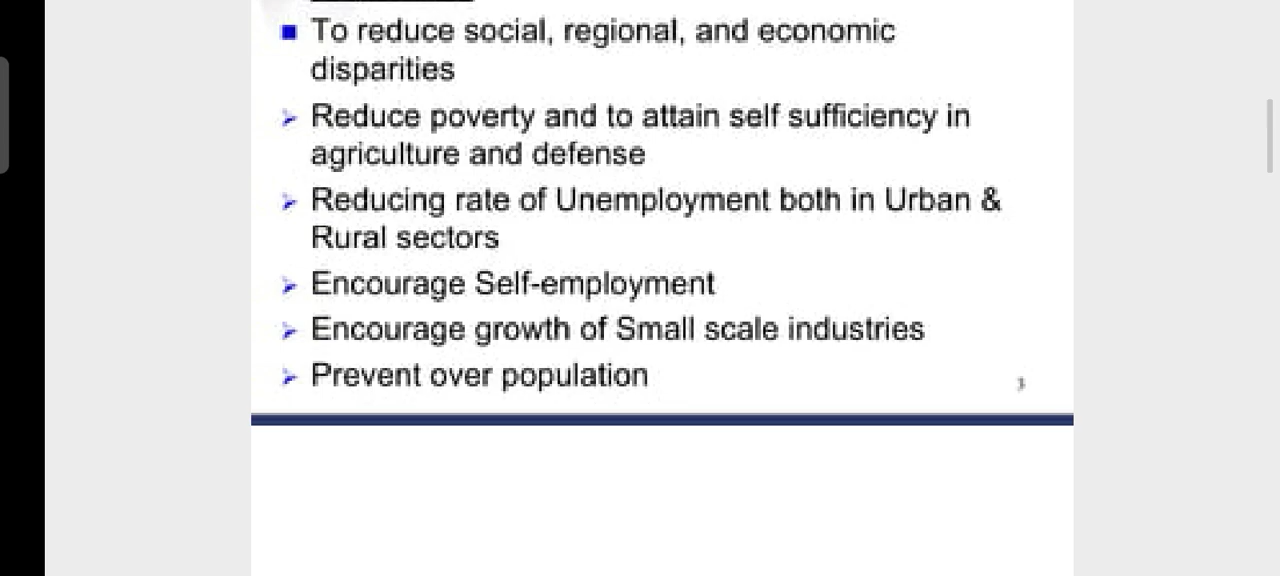 To reduce social, regional, and economic
disparities
Reduce poverty and to attain self sufficiency in
agriculture and defense
Reducing rate of Unemployment both in Urban &
Rural sectors
Encourage Self-employment
Encourage growth of Small scale industries
Prevent over population
3